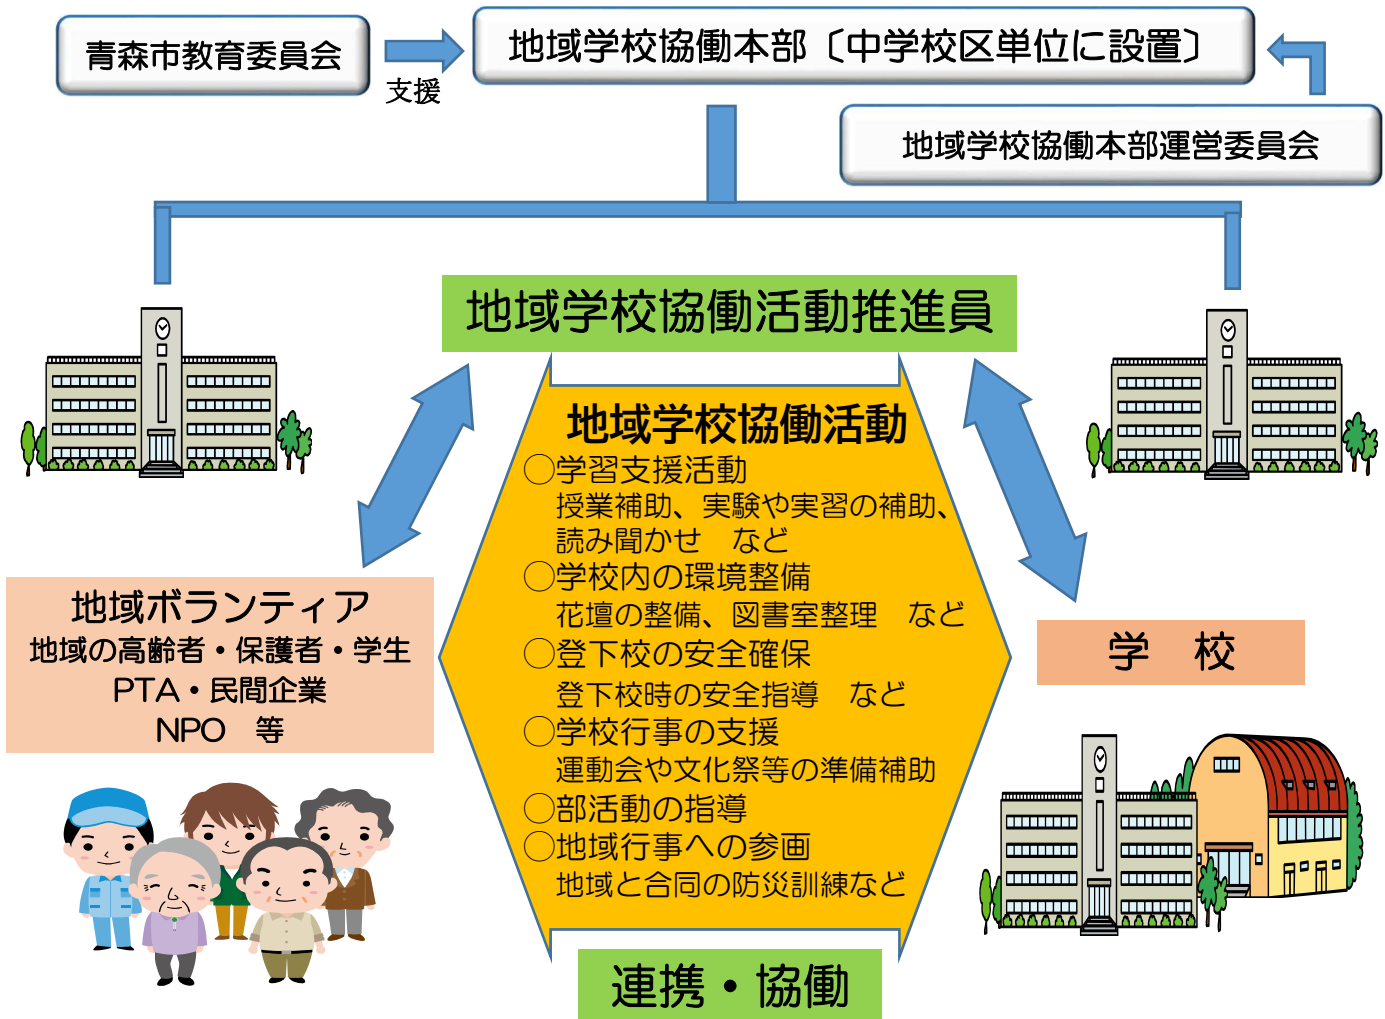 青森市教育委員会
支援
地域学校協働本部〔中学校区単位に設置〕
地域学校協働本部運営委員会
地域学校協働活動推進員
地域学校協働活動
○学習支援活動
授業補助、実験や実習の補助、
読み聞かせ　など
○学校内の環境整備
花壇の整備、図書室整理　など
○登下校の安全確保
登下校時の安全指導　など
○学校行事の支援
運動会や文化祭等の準備補助
○部活動の指導
○地域行事への参画
地域と合同の防災訓練など
地域ボランティア
地域の高齢者・保護者・学生
PTA・民間企業
NPO　等
学　校
連携・協働